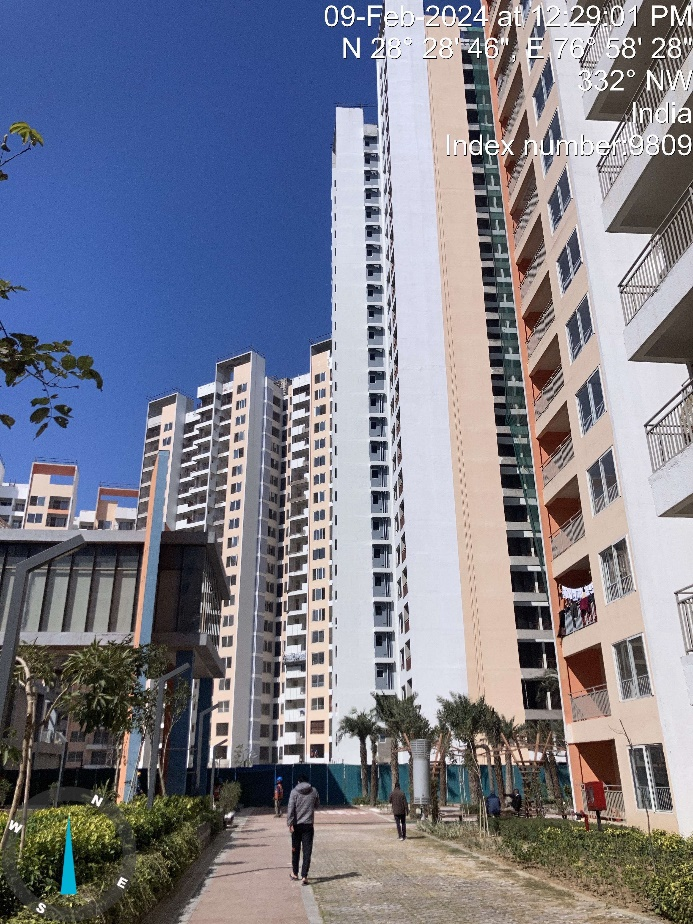 09-Feb-2024 at 12:29:01 PM
N 28° 28' 46", E 76° 58' 28"
332° NW
India
Index number:9809
N
W
E
S